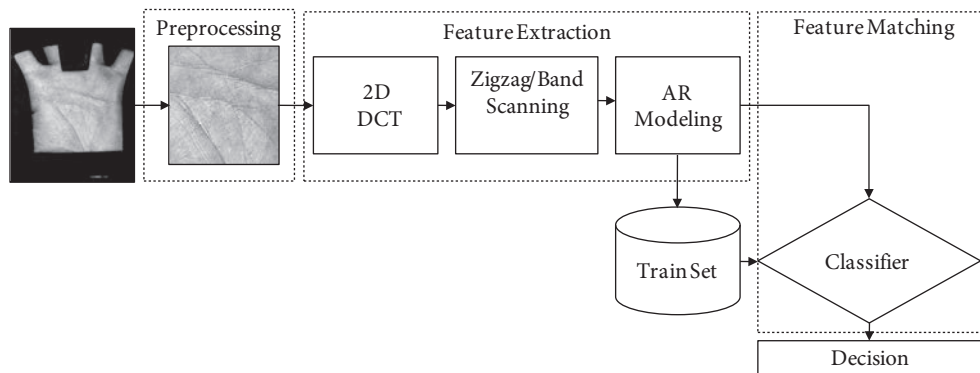 Preprocessing
Feature Extraction
Feature Matching
2D
DCT
Zigzag/Band
Scanning
AR
Modeling
Train Set
Classifier
Decision